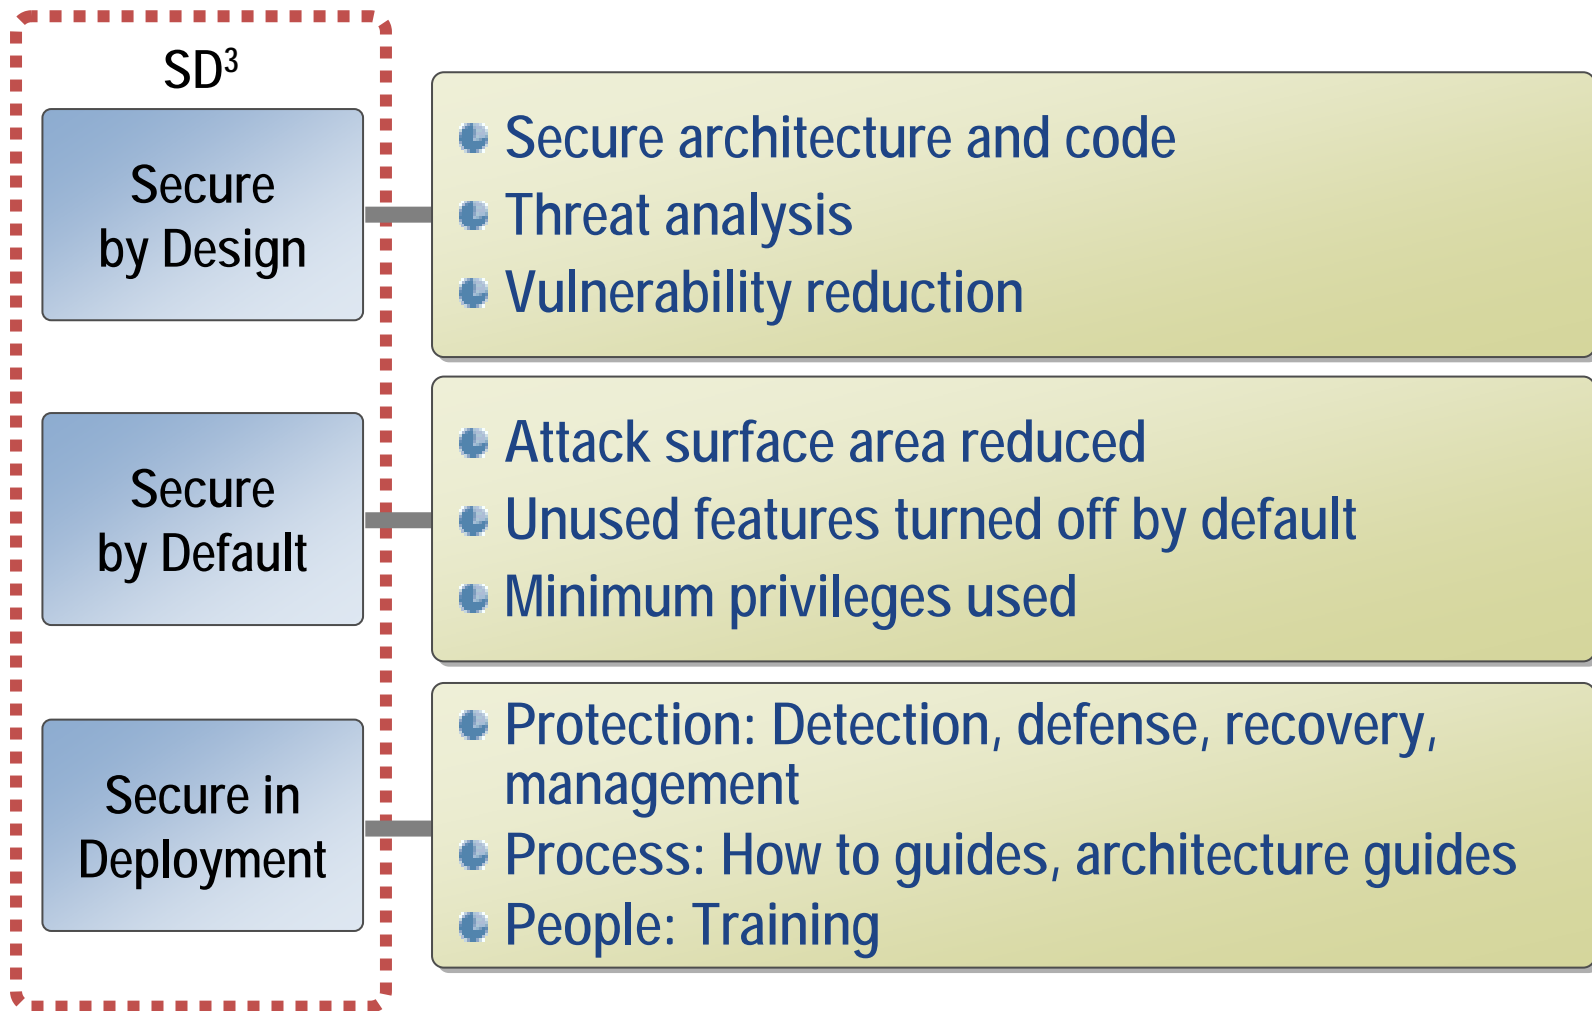 SD³
Secure
by Design
Secure architecture and code
Threat analysis
Vulnerability reduction
Secure
by Default
Attack surface area reduced
Unused features turned off by default
Minimum privileges used
Secure in
Deployment
Protection: Detection, defense, recovery,
management
Process: How to guides, architecture guides
People: Training